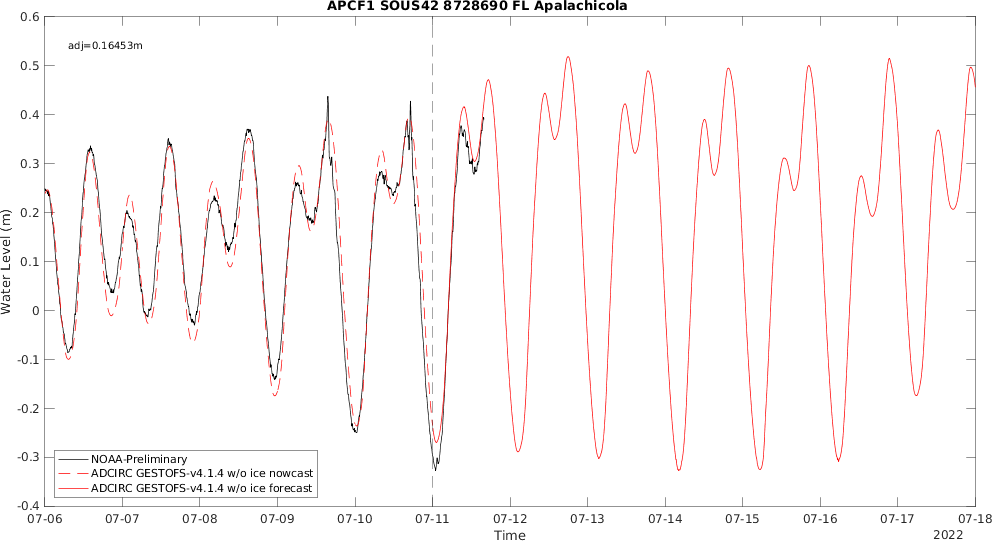 APCF1 SOUS42 8728690 FL Apalachicola
adj=0.16453m
Water Level (m)
0.6
0.5
0.4
0.3
0.2
0.1
0
-0.1
-0.2
-0.3
-0.4
NOAA-Preliminary
ADCIRC GESTOFS-v4.1.4 w/o ice nowcast
ADCIRC GESTOFS-v4.1.4 w/o ice forecast
07-06 07-07 07-08 07-09 07-10 07-11 07-12 07-13 07-14 07-15 07-16 07-17 07-18
Time
2022